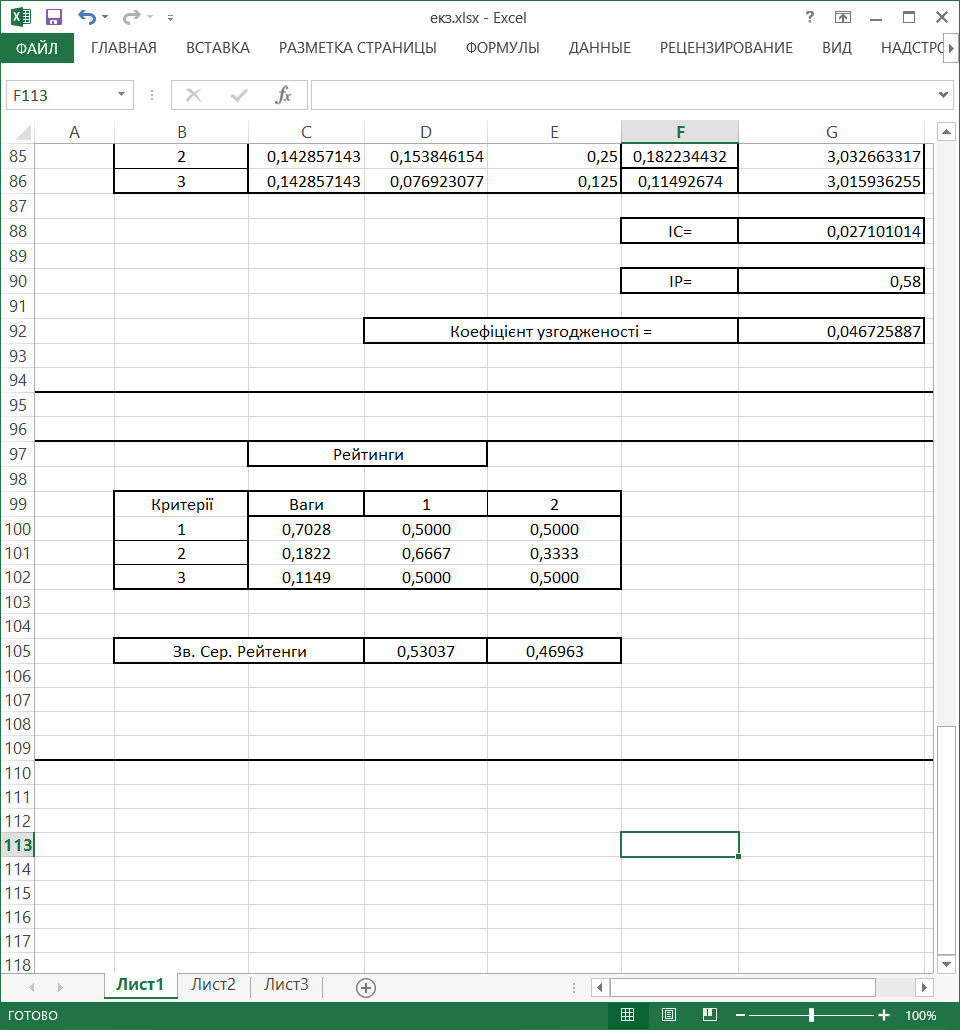 екз.xlsx - Excel
ФАЙЛ ГЛАВНАЯ ВСТАВКА РАЗМЕТКА СТРАНИЦЫ ФОРМУЛЫ ДАННЫЕ РЕЦЕНЗИРОВАНИЕ ВИД НАДСТРО
F113 fx
A B C D E F G
85 2 0,142857143 0,153846154 0,25 0,182234432 3,032663317
86 3 0,142857143 0,076923077 0,125 0,11492674 3,015936255
87
88 ІС= 0,027101014
89
90 ІР= 0,58
91
92 Коефіцієнт узгодженості = 0,046725887
93
94
95
96
97 Рейтинги
98
99 Критерії Ваги 1 2
100 1 0,7028 0,5000 0,5000
101 2 0,1822 0,6667 0,3333
102 3 0,1149 0,5000 0,5000
103
104
105 Зв. Сер. Рейтенги 0,53037 0,46963
106
107
108
109
110
111
112
113
114
115
116
117
118
Лист1 Лист2 Лист3
ГОТОВО 100%